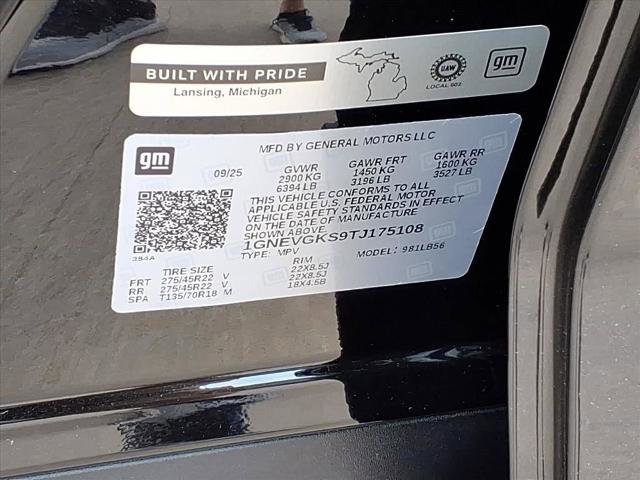 BUILT WITH PRIDE
Lansing, Michigan
UAW
LOCAL 602
gm
gm
MFD BY GENERAL MOTORS LLC
09/25
GVWR GAWR FRT GAWR RR
2900 KG 1450 KG 1600 KG
6394 LB 3196 LB 3527 LB
THIS VEHICLE CONFORMS TO ALL
APPLICABLE U.S. FEDERAL MOTOR
VEHICLE SAFETY STANDARDS IN EFFECT
ON THE DATE OF MANUFACTURE
SHOWN ABOVE.
1GNEVGKS9TJ175108
384A
TYPE: MPV MODEL: 981LB56
TIRE SIZE RIM
FRT 275/45R22 V 22X8.5J
RR 275/45R22 V 22X8.5J
SPA T135/70R18 M 18X4.5B